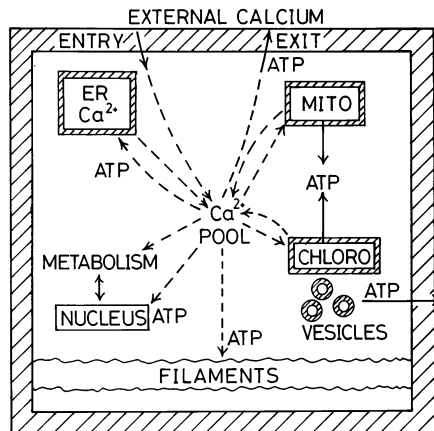 EXTERNAL CALCIUM
ENTRY
EXIT
ATP
ER
Ca²⁺
MITO
ATP
ATP
Ca²⁺
POOL
METABOLISM
CHLORO
NUCLEUS
ATP
ATP
VESICLES
ATP
FILAMENTS